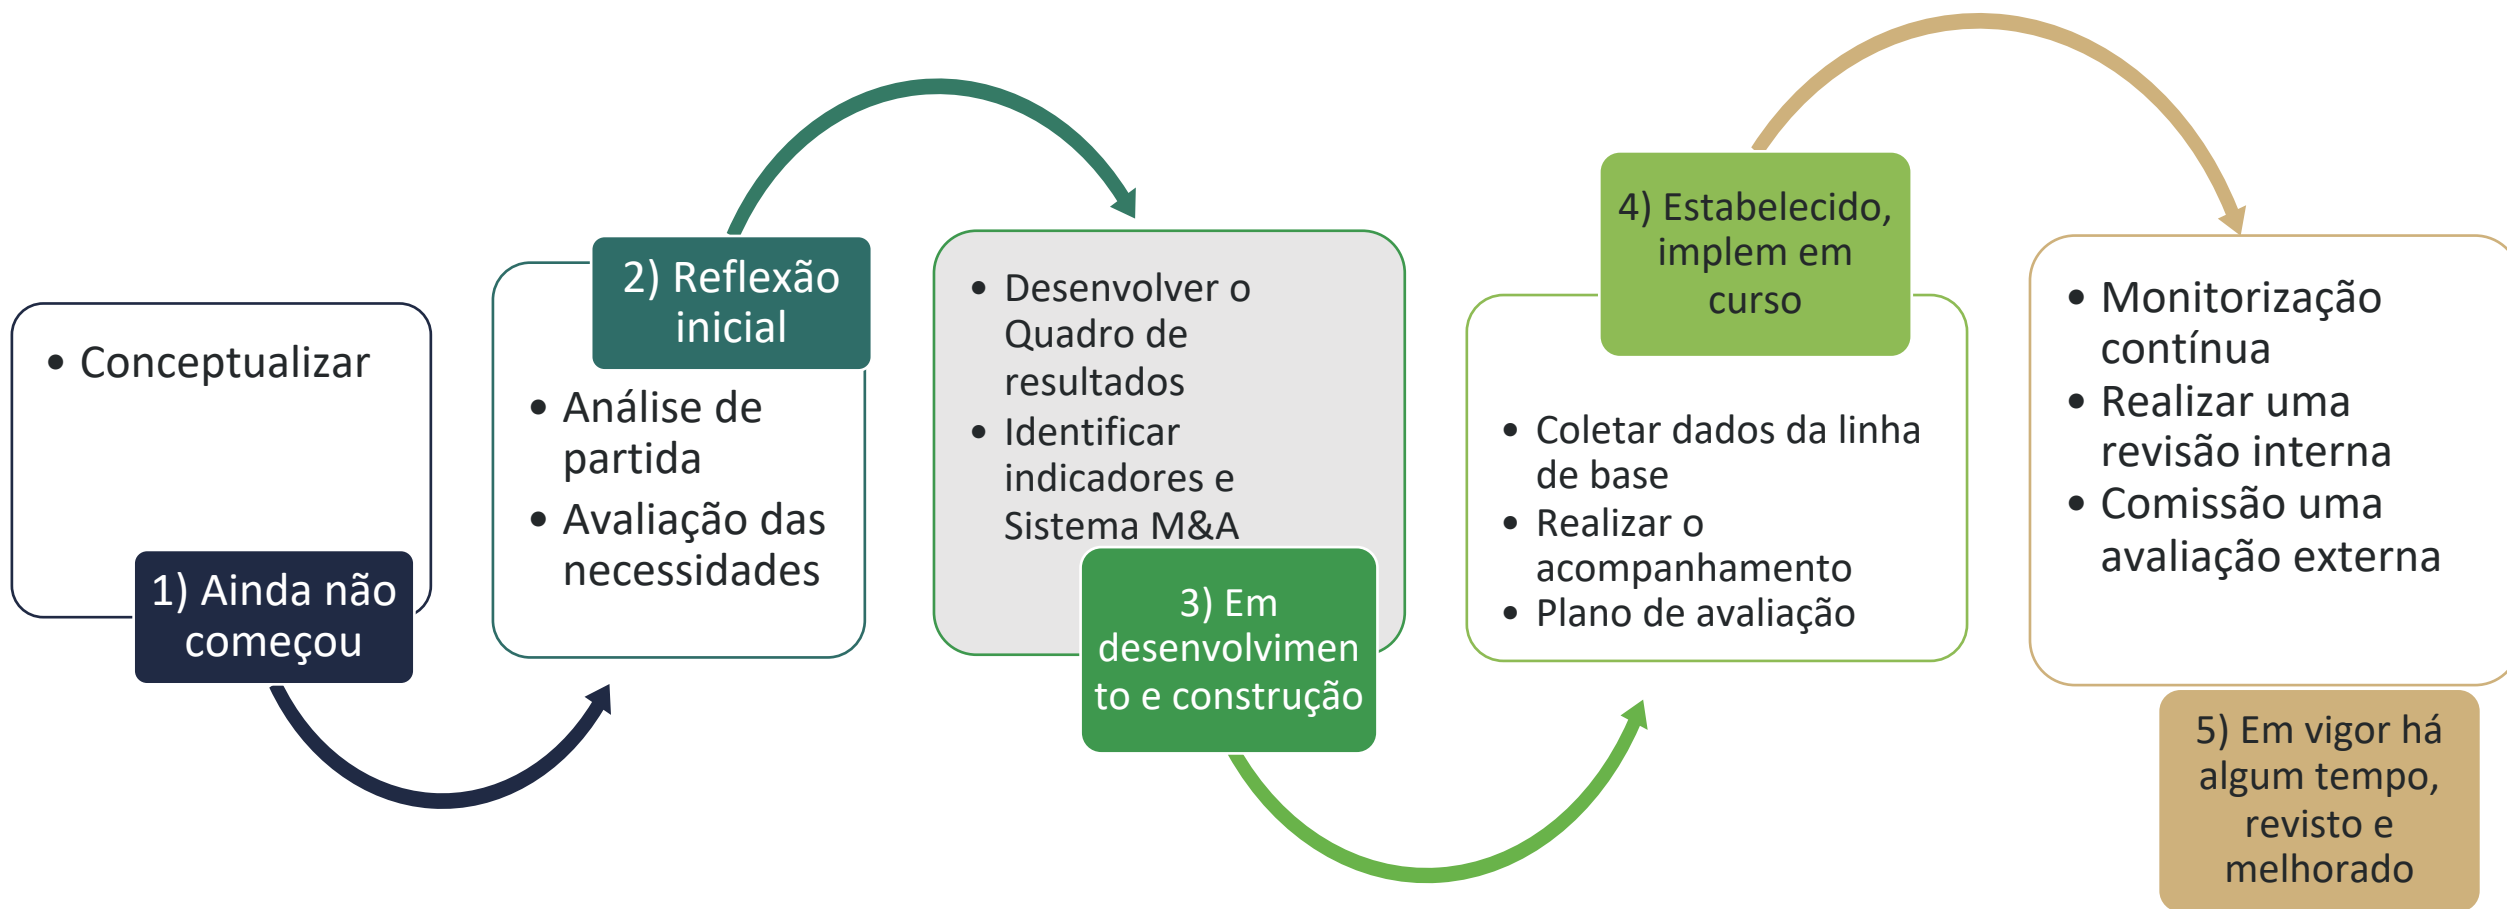 • Conceptualizar
1) Ainda não
começou
2) Reflexão
inicial
• Análise de
partida
• Avaliação das
necessidades
• Desenvolver o
Quadro de
resultados
• Identificar
indicadores e
Sistema M&A
3) Em
desenvolvimen
to e construção
4) Estabelecido,
implem em
curso
• Coletar dados da linha
de base
• Realizar o
acompanhamento
• Plano de avaliação
• Monitorização
contínua
• Realizar uma
revisão interna
• Comissão uma
avaliação externa
5) Em vigor há
algum tempo,
revisto e
melhorado